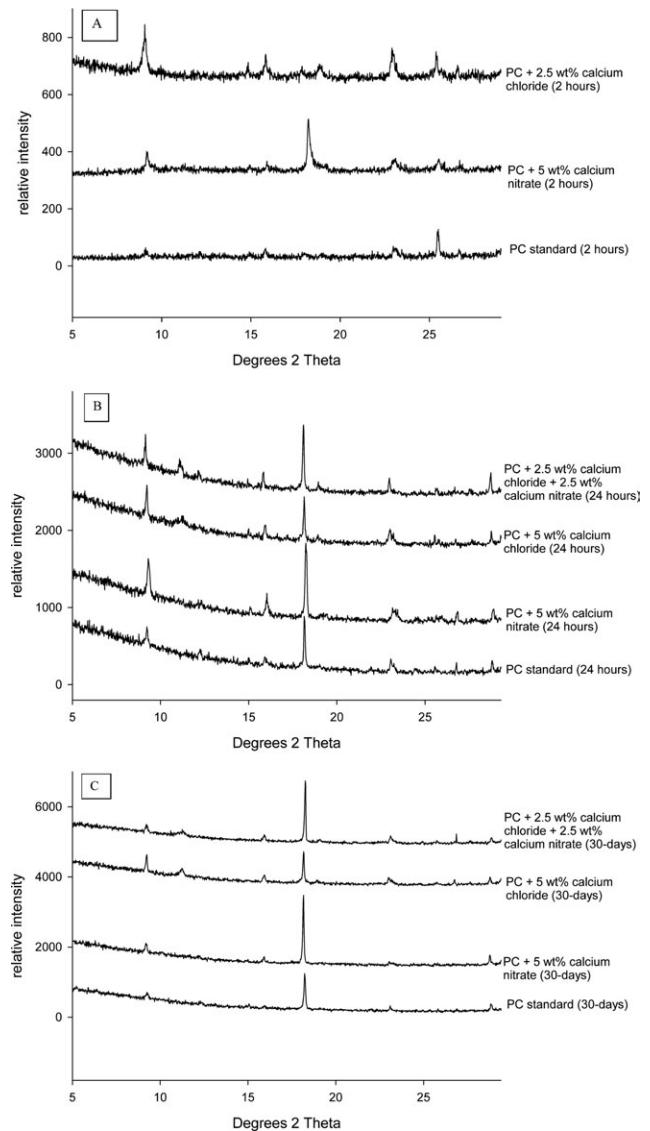 A
800
600
400
200
0
relative intensity
PC + 2.5 wt% calcium
chloride (2 hours)
PC + 5 wt% calcium
nitrate (2 hours)
PC standard (2 hours)
5 10 15 20 25
Degrees 2 Theta
B
3000
2000
1000
0
relative intensity
PC + 2.5 wt% calcium
chloride + 2.5 wt%
calcium nitrate (24 hours)
PC + 5 wt% calcium
chloride (24 hours)
PC + 5 wt% calcium
nitrate (24 hours)
PC standard (24 hours)
5 10 15 20 25
Degrees 2 Theta
C
6000
4000
2000
0
relative intensity
PC + 2.5 wt% calcium
chloride + 2.5 wt%
calcium nitrate (30-days)
PC + 5 wt% calcium
chloride (30-days)
PC + 5 wt% calcium
nitrate (30-days)
PC standard (30-days)
5 10 15 20 25
Degrees 2 Theta